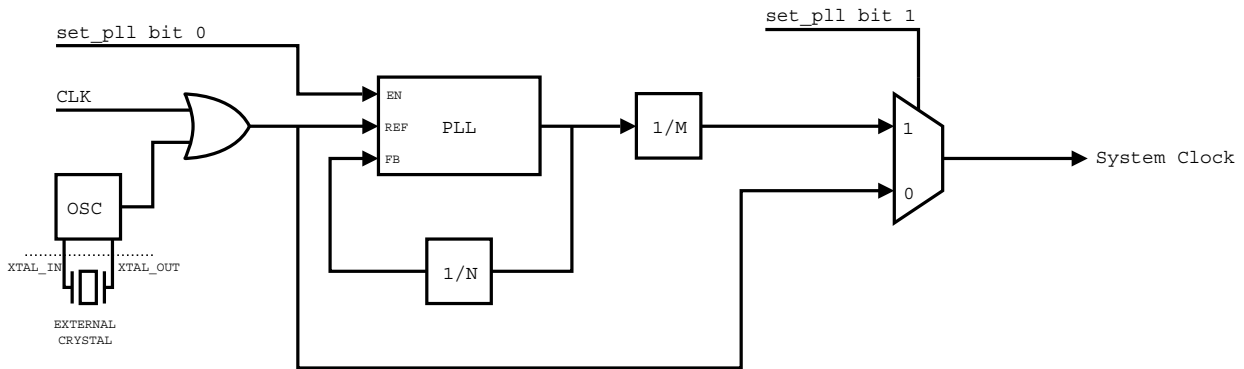 set_pll bit 0
set_pll bit 1
CLK
EN
REF
PLL
FB
1/M
1
0
System Clock
OSC
XTAL_IN
XTAL_OUT
1/N
EXTERNAL
CRYSTAL